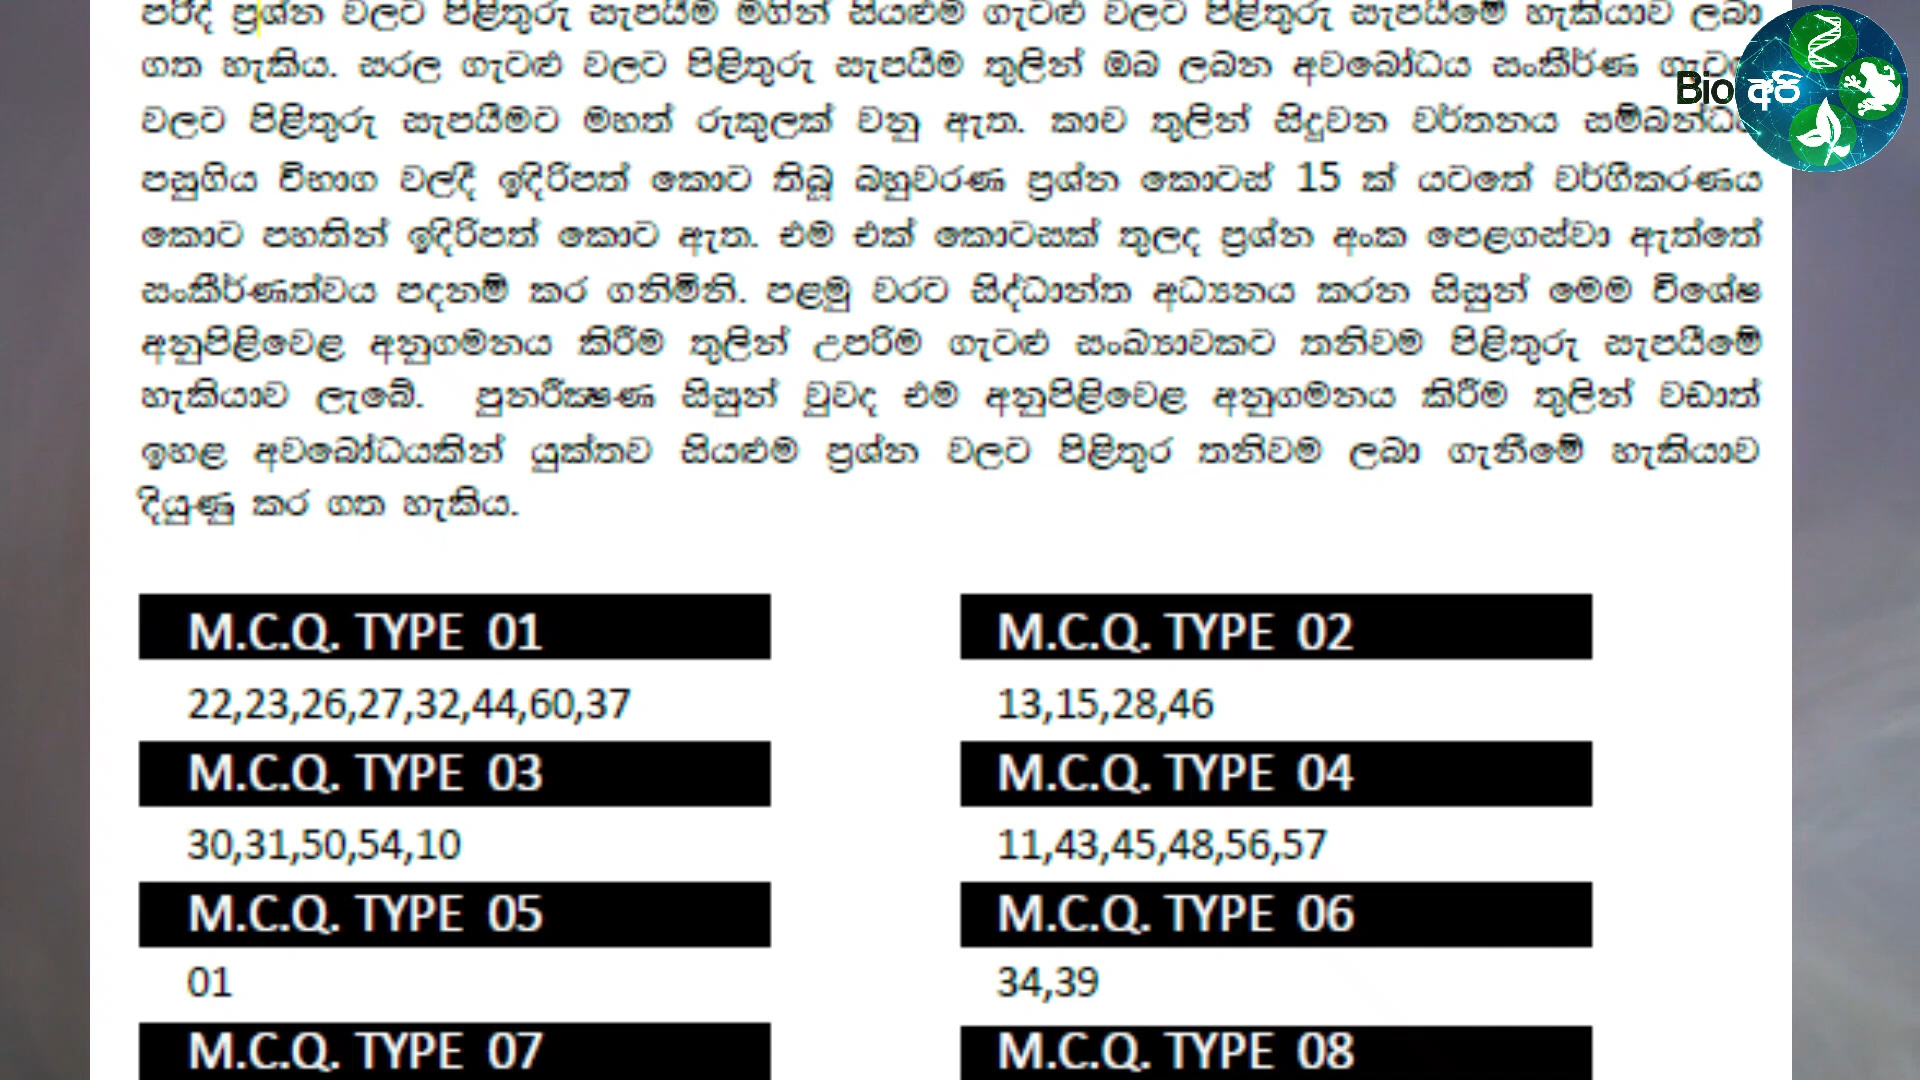 පරිදි ප්‍රශ්න වලට පිළිතුරු සැපයීම මගින් සියළුම ගැටළු වලට පිළිතුරු සැපයීමේ හැකියාව ලබා
ගත හැකිය. සරල ගැටළු වලට පිළිතුරු සැපයීම තුලින් ඔබ ලබන අවබෝධය සංකීර්ණ
වලට පිළිතුරු සැපයීමට මහත් රුකුලක් වනු ඇත. කාච තුලින් සිදුවන වර්තනය
පසුගිය විභාග වලදී ඉදිරිපත් කොට තිබූ බහුවරණ ප්‍රශ්න කොටස් 15 ක් යටතේ වර්ගීකරණය
කොට පහතින් ඉදිරිපත් කොට ඇත. එම එක් කොටසක් තුලද ප්‍රශ්න අංක පෙළගස්වා ඇත්තේ
සංකීර්ණත්වය පදනම් කර ගනිමිනි. පළමු වරට සිද්ධාන්ත අධ්‍යනය කරන සිසුන් මෙම විශේෂ
අනුපිළිවෙළ අනුගමනය කිරීම තුලින් උපරිම ගැටළු සංඛ්‍යාවකට තනිවම පිළිතුරු සැපයීමේ
හැකියාව ලැබේ. පුනරීක්‍ෂණ සිසුන් වුවද එම අනුපිළිවෙළ අනුගමනය කිරීම තුලින් වඩාත්
ඉහළ අවබෝධයකින් යුක්තව සියළුම ප්‍රශ්න වලට පිළිතුර තනිවම ලබා ගැනීමේ හැකියාව
දියුණු කර ගත හැකිය.
Bio අපි
M.C.Q. TYPE 01
22,23,26,27,32,44,60,37
M.C.Q. TYPE 02
13,15,28,46
M.C.Q. TYPE 03
30,31,50,54,10
M.C.Q. TYPE 04
11,43,45,48,56,57
M.C.Q. TYPE 05
01
M.C.Q. TYPE 06
34,39
M.C.Q. TYPE 07
M.C.Q. TYPE 08